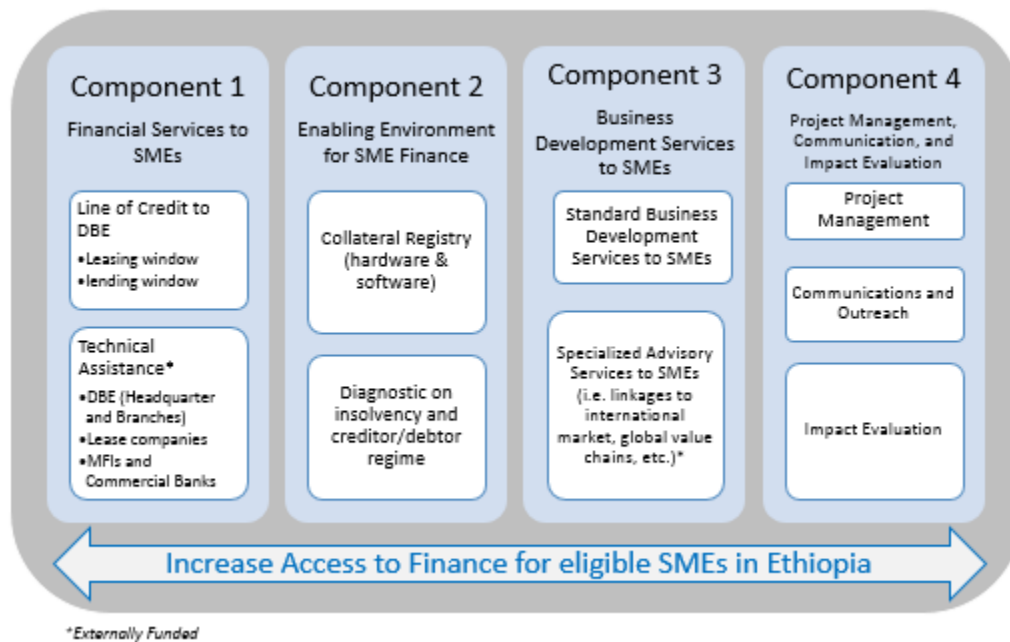 Component 1
Financial Services to
SMEs
Line of Credit to
DBE
•Leasing window
•lending window
Technical
Assistance*
•DBE (Headquarter
and Branches)
•Lease companies
•MFIs and
Commercial Banks
Component 2
Enabling Environment
for SME Finance
Collateral Registry
(hardware &
software)
Diagnostic on
insolvency and
creditor/debtor
regime
Component 3
Business
Development Services
to SMEs
Standard Business
Development
Services to SMEs
Specialized Advisory
Services to SMEs
(i.e. linkages to
international
market, global value
chains, etc.)*
Component 4
Project Management,
Communication, and
Impact Evaluation
Project
Management
Communications and
Outreach
Impact Evaluation
Increase Access to Finance for eligible SMEs in Ethiopia
*Externally Funded